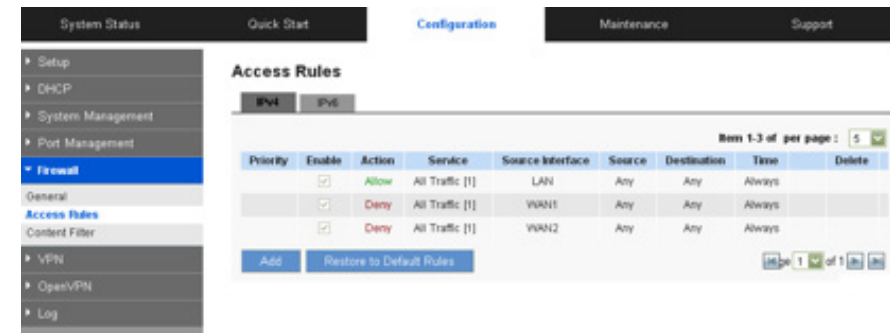 System Status Quick Start Configuration Maintenance Support
Setup
DHCP
System Management
Port Management
Firewall
General
Access Rules
Content Filter
VPN
OpenVPN
Log
Access Rules
IPv4 IPv6
Item 1-3 of per page : 5
Priority Enable Action Service Source Interface Source Destination Time Delete
Allow All Traffic [1] LAN Any Any Always
Deny All Traffic [1] WAN1 Any Any Always
Deny All Traffic [1] WAN2 Any Any Always
Add Restore to Default Rules
1 of 1